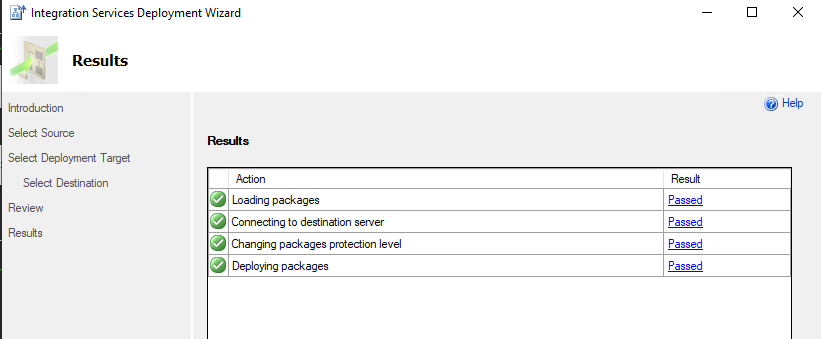 Integration Services Deployment Wizard
Results
Help
Introduction
Select Source
Select Deployment Target
Select Destination
Review
Results
Results
Action Result
Loading packages Passed
Connecting to destination server Passed
Changing packages protection level Passed
Deploying packages Passed